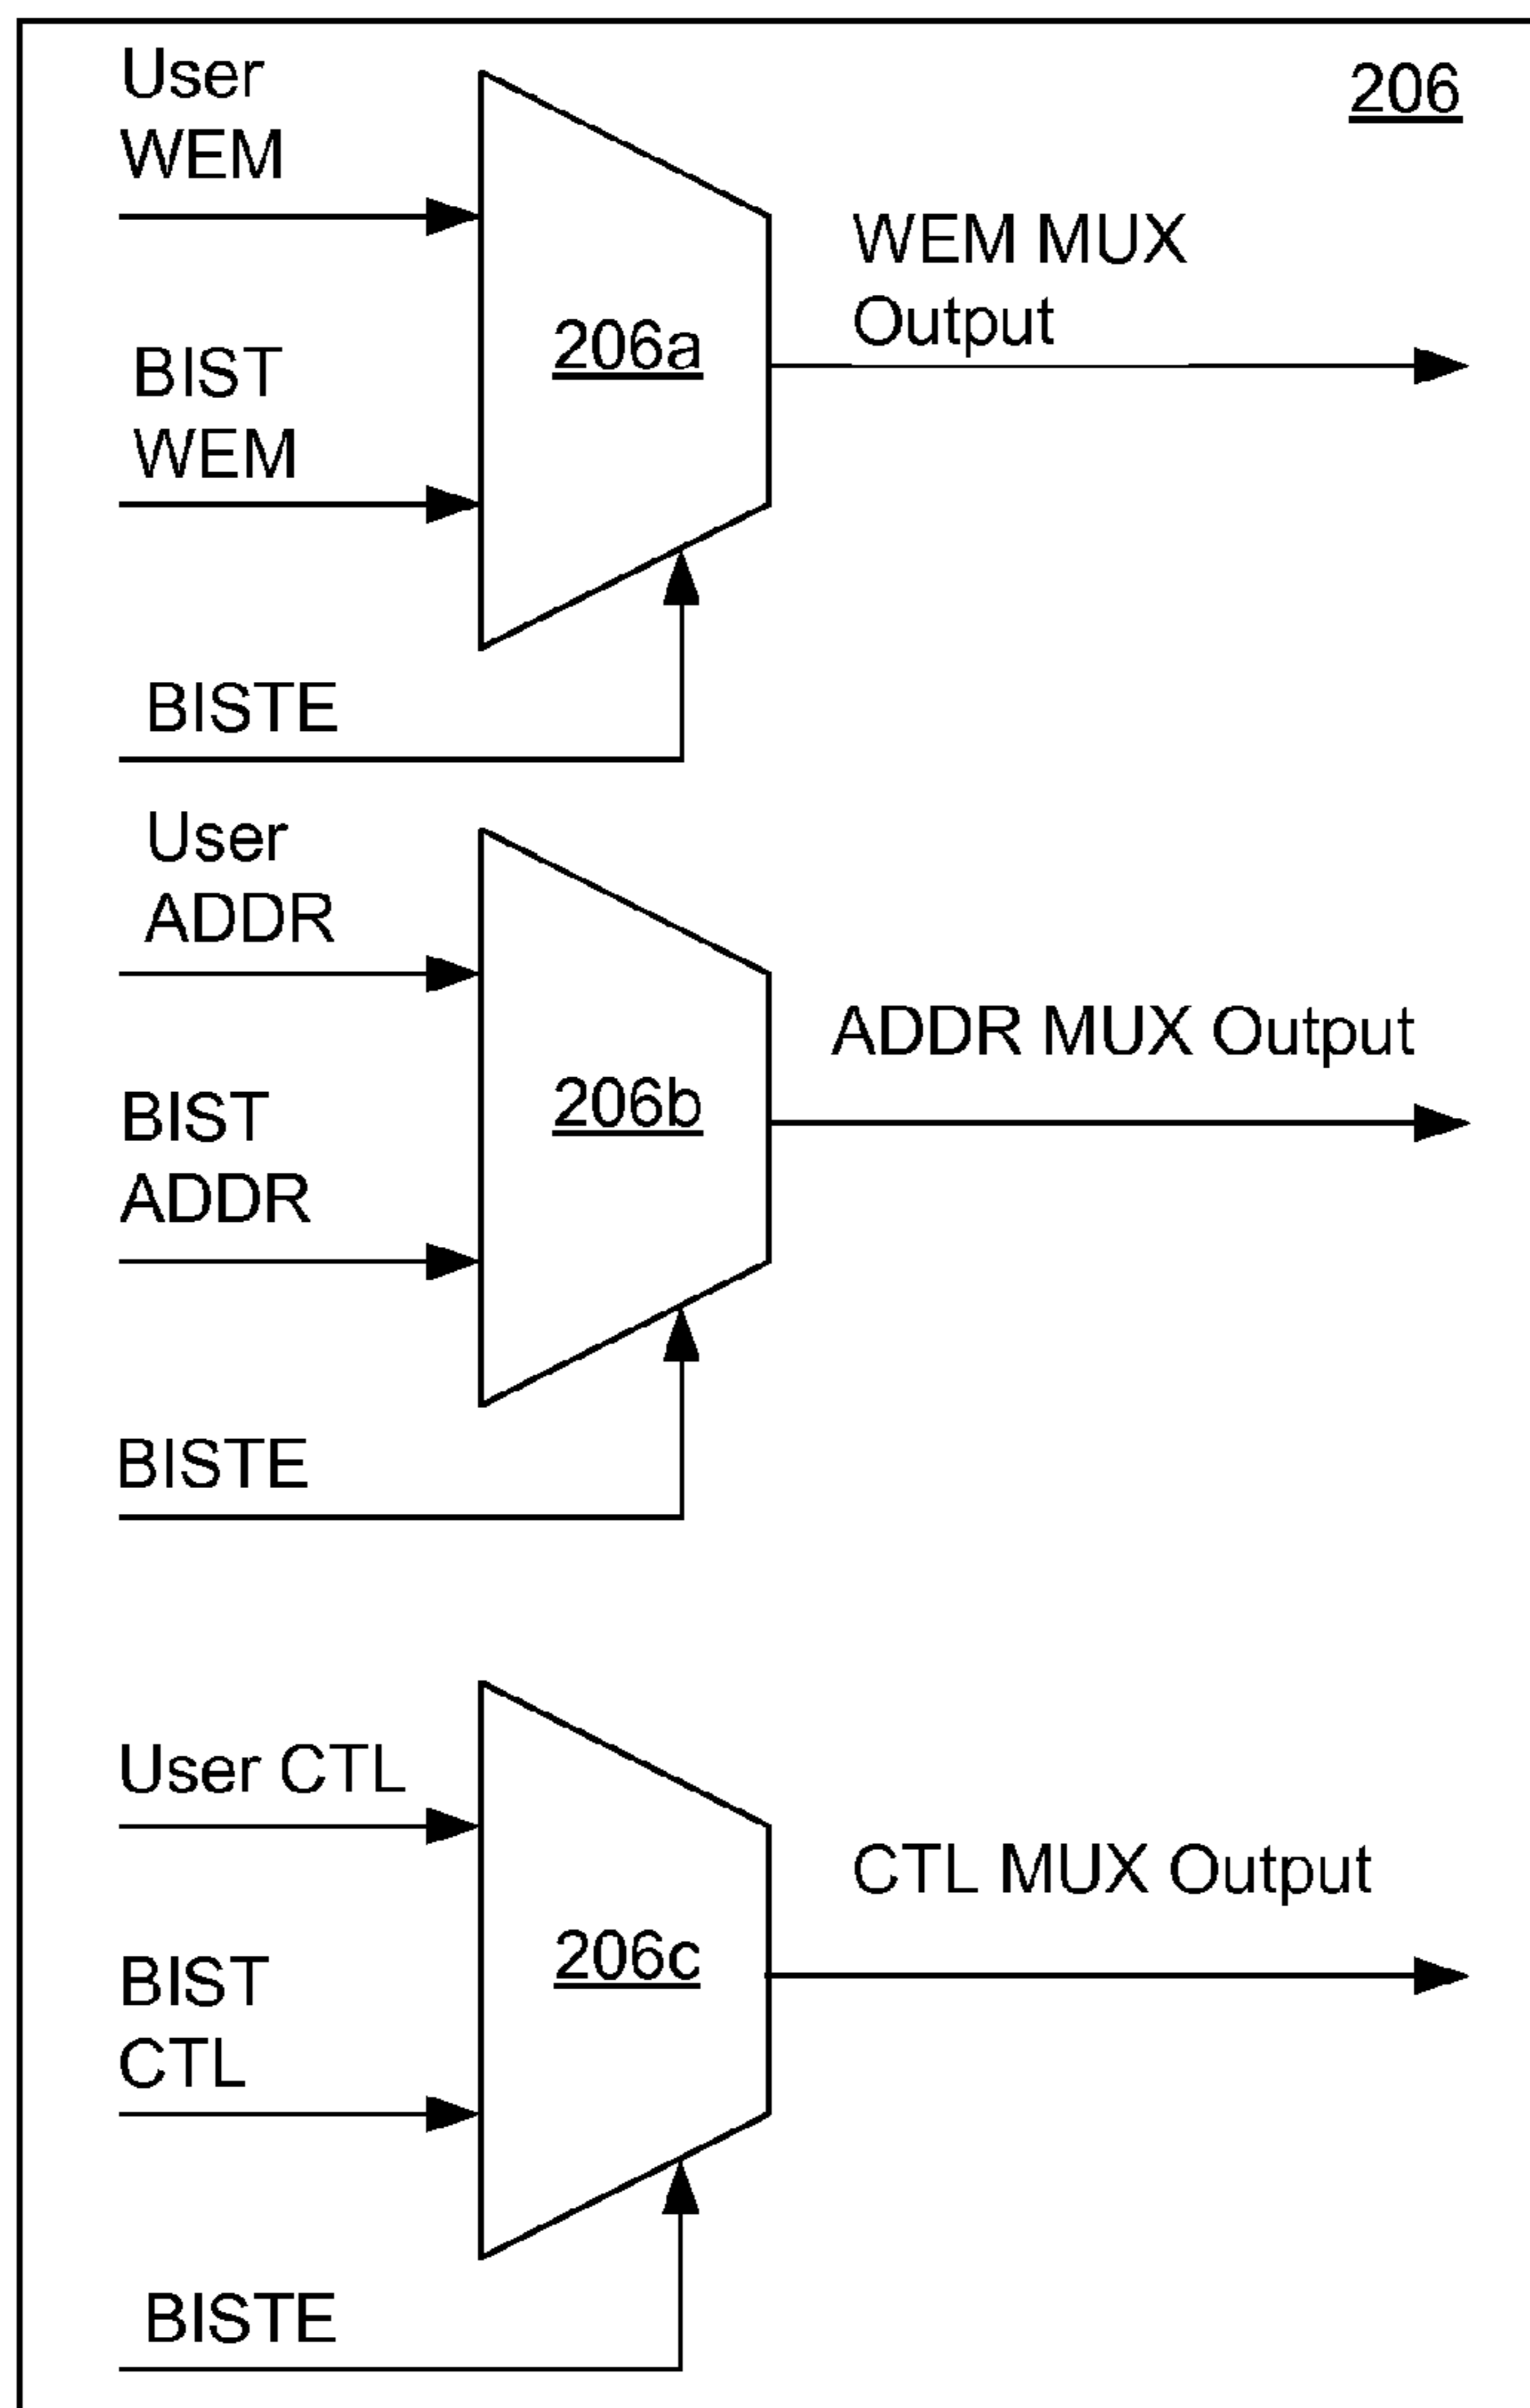 206
User
WEM
BIST
WEM
BISTE
206a
WEM MUX
Output
User
ADDR
BIST
ADDR
BISTE
206b
ADDR MUX Output
User CTL
BIST
CTL
BISTE
206c
CTL MUX Output